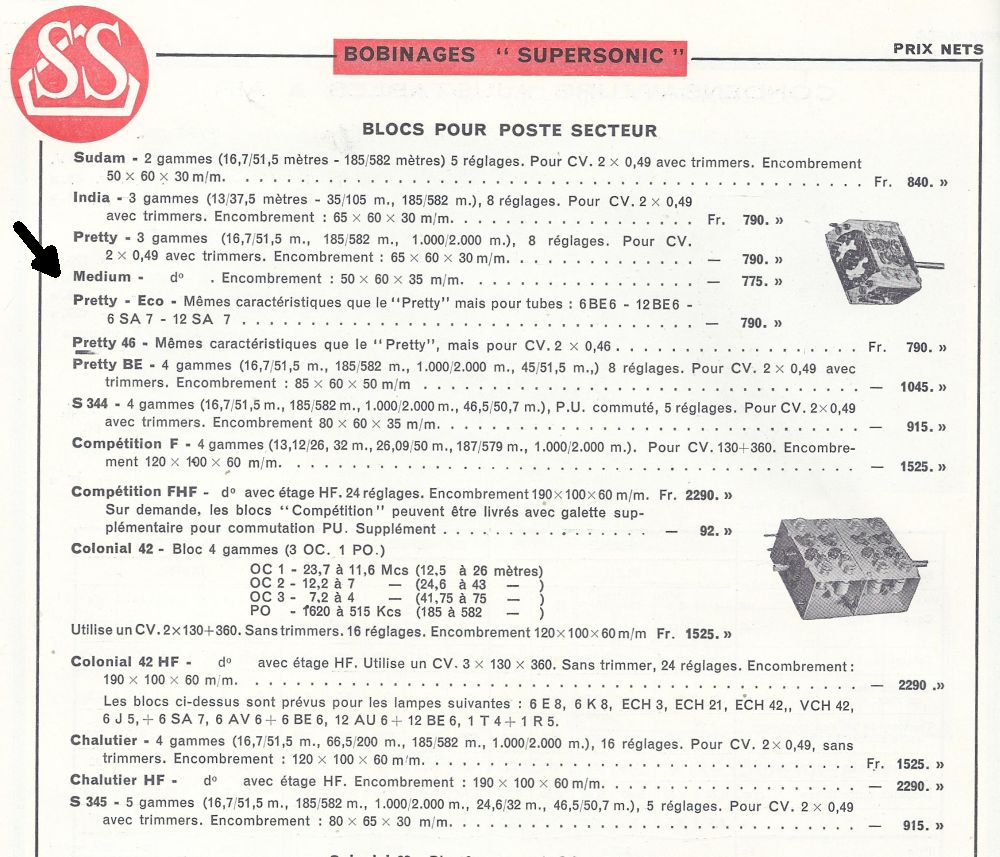 SS
BOBINAGES “ SUPERSONIC ”
PRIX NETS
BLOCS POUR POSTE SECTEUR
Sudam - 2 gammes (16,7/51,5 mètres - 185/582 mètres) 5 réglages. Pour CV. 2 × 0,49 avec trimmers. Encombrement
50 × 60 × 30 m/m. . . . . . . . . . . . . . . . . . . . . . . . . . . . . . . . . . . . . . . Fr. 840. »
India - 3 gammes (13/37,5 mètres - 35/105 m., 185/582 m.), 8 réglages. Pour CV. 2 × 0,49
avec trimmers. Encombrement : 65 × 60 × 30 m/m. . . . . . . . . . . . . . . . . . Fr. 790. »
Pretty - 3 gammes (16,7/51,5 m., 185/582 m., 1.000/2.000 m.), 8 réglages. Pour CV.
2 × 0,49 avec trimmers. Encombrement : 65 × 60 × 30 m/m. . . . . . . . . . . . . — 790. »
Medium - dº . Encombrement : 50 × 60 × 35 m/m. . . . . . . . . . . . . . . . . — 775. »
Pretty - Eco - Mêmes caractéristiques que le “Pretty” mais pour tubes : 6 BE 6 - 12 BE 6 -
6 SA 7 - 12 SA 7 . . . . . . . . . . . . . . . . . . . . . . . . . . . . . . — 790. »
Pretty 46 - Mêmes caractéristiques que le “ Pretty”, mais pour CV. 2 × 0,46 . . . . . . . . . . . . . . . . . Fr. 790. »
Pretty BE - 4 gammes (16,7/51,5 m., 185/582 m., 1.000/2.000 m., 45/51,5 m.,) 8 réglages. Pour CV. 2 × 0,49 avec
trimmers. Encombrement : 85 × 60 × 50 m/m . . . . . . . . . . . . . . . . . . . . . . . . . . . . — 1045. »
S 344 - 4 gammes (16,7/51,5 m., 185/582 m., 1.000/2.000 m., 46,5/50,7 m.), P.U. commuté, 5 réglages. Pour CV. 2×0,49
avec trimmers. Encombrement 80 × 60 × 35 m/m. . . . . . . . . . . . . . . . . . . . . . . . . . . — 915. »
Compétition F - 4 gammes (13,12/26, 32 m., 26,09/50 m., 187/579 m., 1.000/2.000 m.). Pour CV. 130+360. Encombre-
ment 120 × 100 × 60 m/m. . . . . . . . . . . . . . . . . . . . . . . . . . . . . . . . . . . . . . — 1525. »
Compétition FHF - dº avec étage HF. 24 réglages. Encombrement 190×100×60 m/m. Fr. 2290. »
Sur demande, les blocs “Compétition” peuvent être livrés avec galette sup-
plémentaire pour commutation PU. Supplément . . . . . . . . . . . . . . — 92. »
Colonial 42 - Bloc 4 gammes (3 OC. 1 PO.)
OC 1 - 23,7 à 11,6 Mcs (12,5 à 26 mètres)
OC 2 - 12,2 à 7 — (24,6 à 43 — )
OC 3 - 7,2 à 4 — (41,75 à 75 — )
PO - 1620 à 515 Kcs (185 à 582 — )
Utilise un CV. 2×130+360. Sans trimmers. 16 réglages. Encombrement 120×100×60 m/m Fr. 1525. »
Colonial 42 HF - dº avec étage HF. Utilise un CV. 3 × 130 × 360. Sans trimmer, 24 réglages. Encombrement :
190 × 100 × 60 m/m. . . . . . . . . . . . . . . . . . . . . . . . . . . . . . . . . . . . . . . — 2290 .»
Les blocs ci-dessus sont prévus pour les lampes suivantes : 6 E 8, 6 K 8, ECH 3, ECH 21, ECH 42,, VCH 42,
6 J 5, + 6 SA 7, 6 AV 6 + 6 BE 6, 12 AU 6 + 12 BE 6, 1 T 4 + 1 R 5.
Chalutier - 4 gammes (16,7/51,5 m., 66,5/200 m., 185/582 m., 1.000/2.000 m.), 16 réglages. Pour CV. 2× 0,49, sans
trimmers. Encombrement : 120 × 100 × 60 m/m. . . . . . . . . . . . . . . . . . . . . . . . . . . . Fr. 1525. »
Chalutier HF - dº avec étage HF. Encombrement : 190 × 100 × 60 m/m. . . . . . . . . . . . . . . . . . — 2290. »
S 345 - 5 gammes (16,7/51,5 m., 185/582 m., 1.000/2.000 m., 24,6/32 m., 46,5/50,7 m.), 5 réglages. Pour CV. 2 × 0,49
avec trimmers. Encombrement : 80 × 65 × 30 m/m. . . . . . . . . . . . . . . . . . . . . . . . . . — 915. »